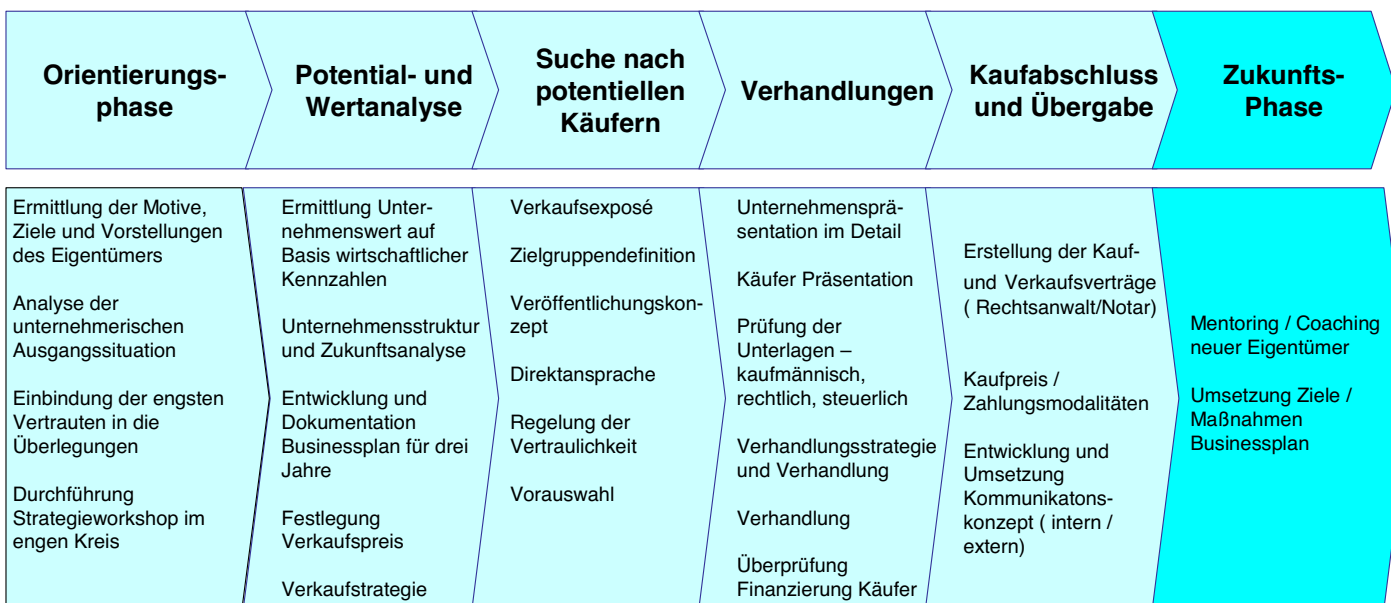 Orientierungs-
phase
Potential- und
Wertanalyse
Suche nach
potentiellen
Käufern
Verhandlungen
Kaufabschluss
und Übergabe
Zukunfts-
Phase
Ermittlung der Motive,
Ziele und Vorstellungen
des Eigentümers
Analyse der
unternehmerischen
Ausgangssituation
Einbindung der engsten
Vertrauten in die
Überlegungen
Durchführung
Strategieworkshop im
engen Kreis
Ermittlung Unter-
nehmenswert auf
Basis wirtschaftlicher
Kennzahlen
Unternehmensstruktur
und Zukunftsanalyse
Entwicklung und
Dokumentation
Businessplan für drei
Jahre
Festlegung
Verkaufspreis
Verkaufstrategie
Verkaufsexposé
Zielgruppendefinition
Veröffentlichungskon-
zept
Direktansprache
Regelung der
Vertraulichkeit
Vorauswahl
Unternehmensprä-
sentation im Detail
Käufer Präsentation
Prüfung der
Unterlagen –
kaufmännisch,
rechtlich, steuerlich
Verhandlungsstrategie
und Verhandlung
Verhandlung
Überprüfung
Finanzierung Käufer
Erstellung der Kauf-
und Verkaufsverträge
( Rechtsanwalt/Notar)
Kaufpreis /
Zahlungsmodalitäten
Entwicklung und
Umsetzung
Kommunikatons-
konzept ( intern /
extern)
Mentoring / Coaching
neuer Eigentümer
Umsetzung Ziele /
Maßnahmen
Businessplan